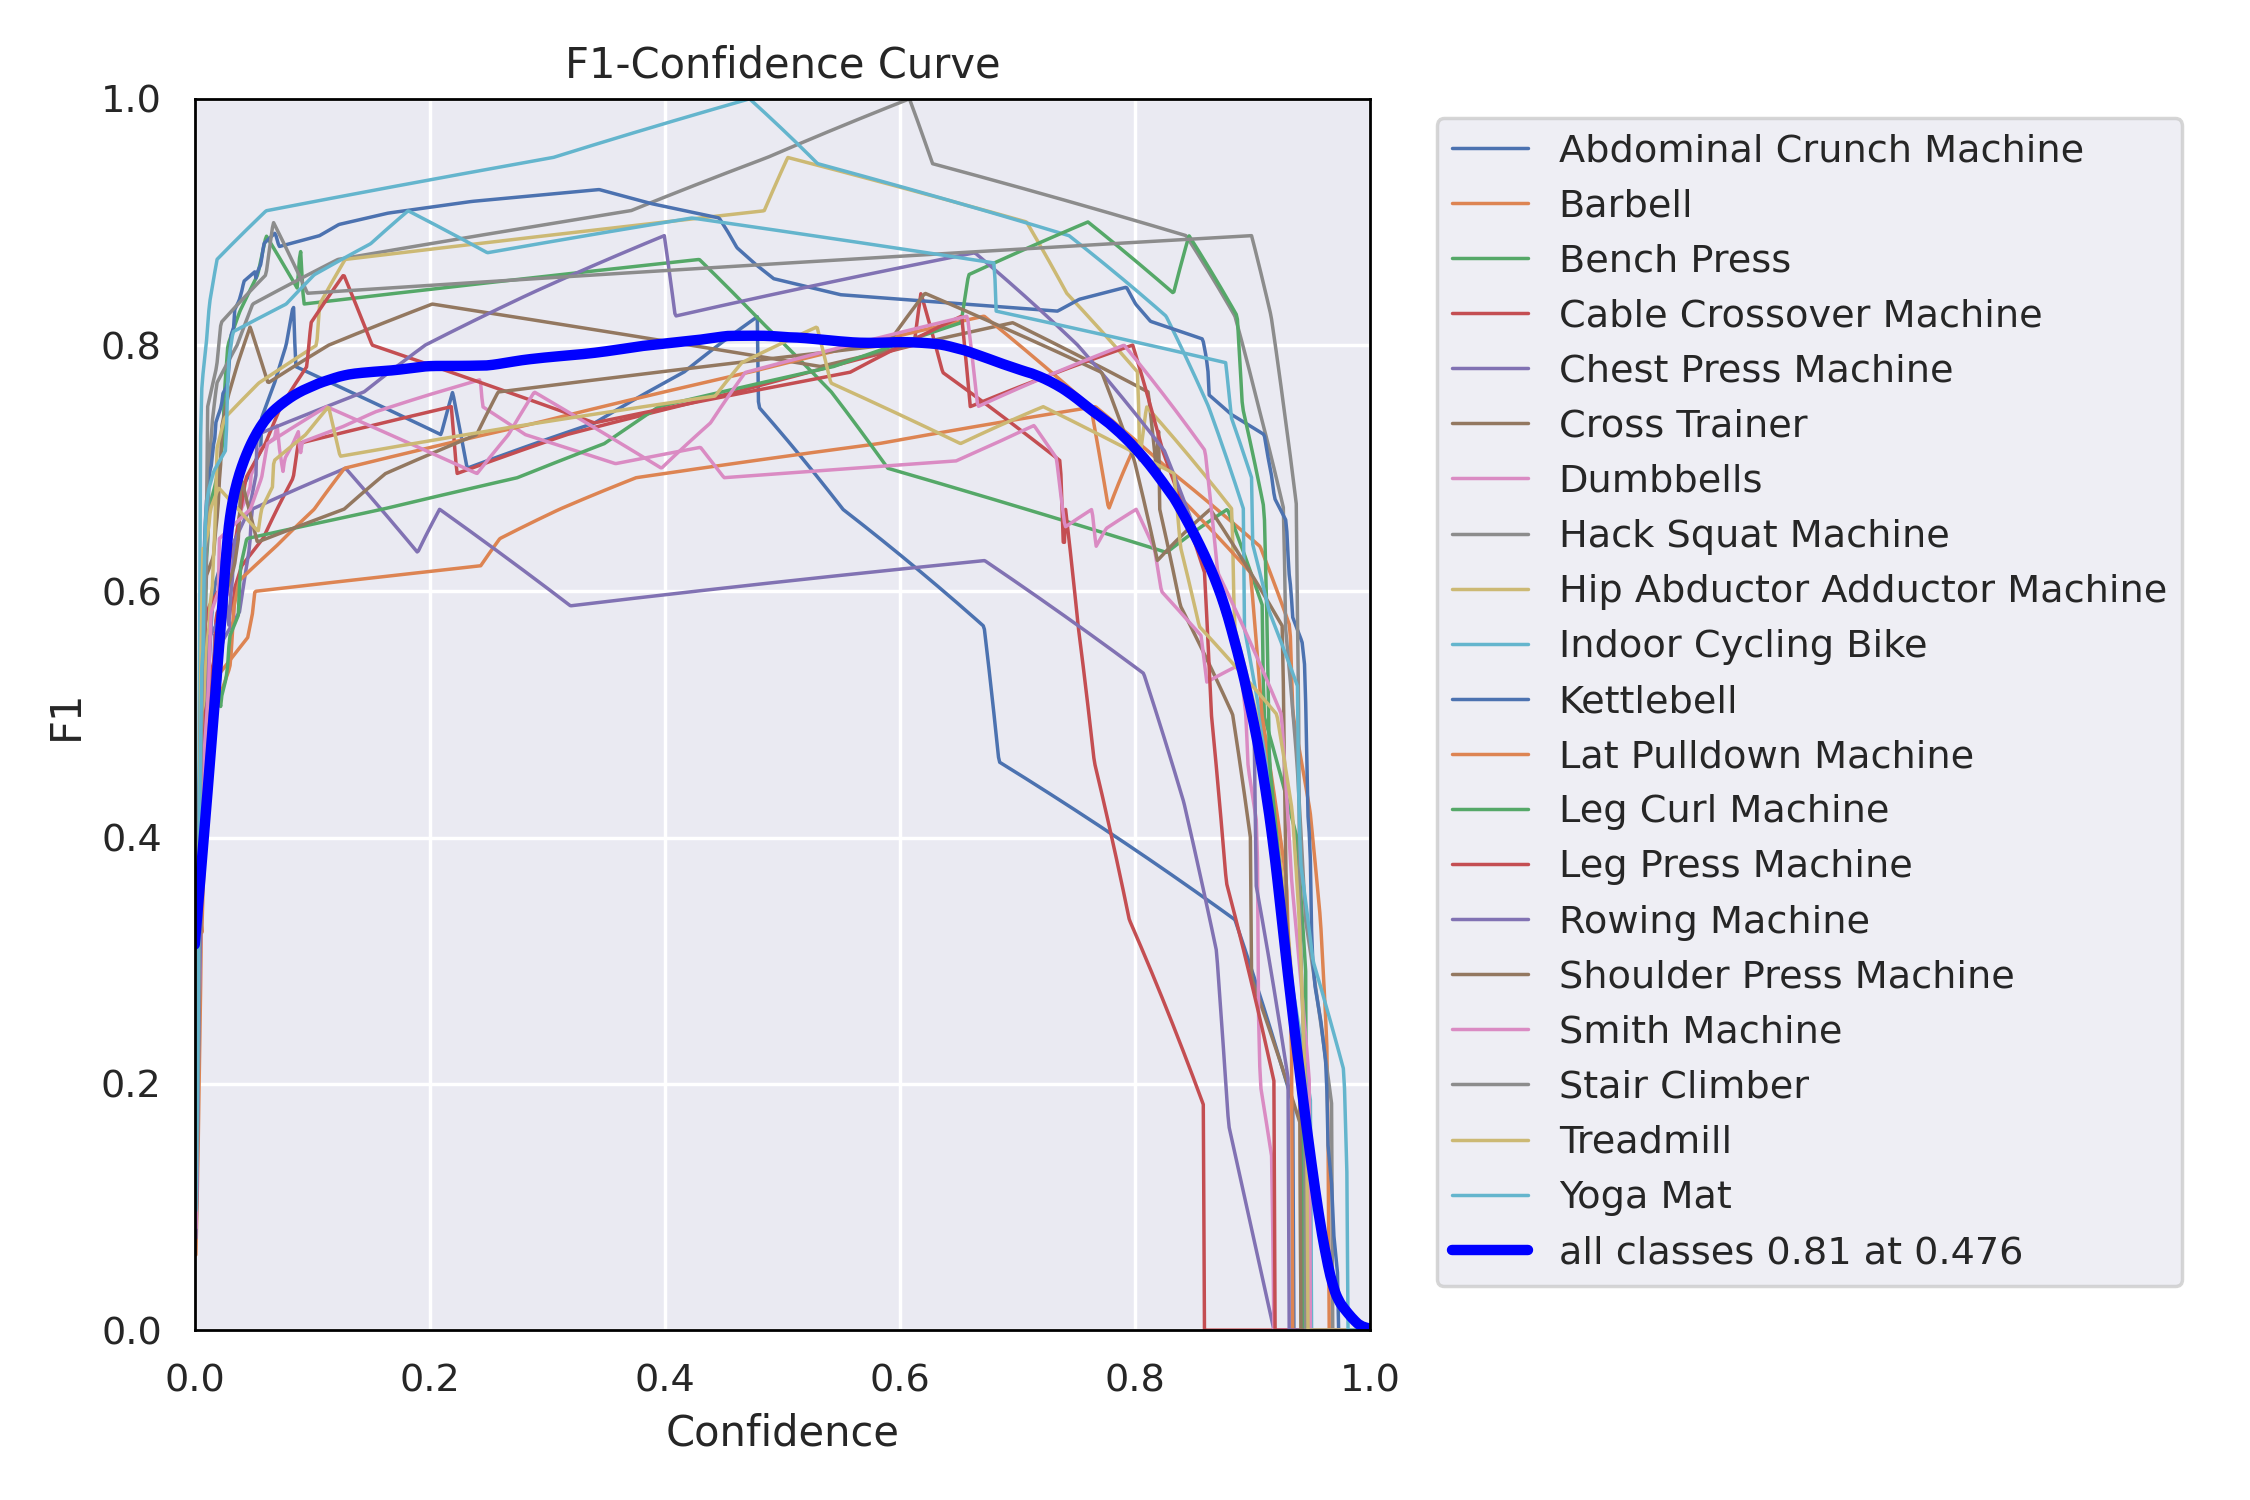 F1-Confidence Curve
1.0
0.8
0.6
0.4
0.2
0.0
F1
0.0 0.2 0.4 0.6 0.8 1.0
Confidence
Abdominal Crunch Machine
Barbell
Bench Press
Cable Crossover Machine
Chest Press Machine
Cross Trainer
Dumbbells
Hack Squat Machine
Hip Abductor Adductor Machine
Indoor Cycling Bike
Kettlebell
Lat Pulldown Machine
Leg Curl Machine
Leg Press Machine
Rowing Machine
Shoulder Press Machine
Smith Machine
Stair Climber
Treadmill
Yoga Mat
all classes 0.81 at 0.476